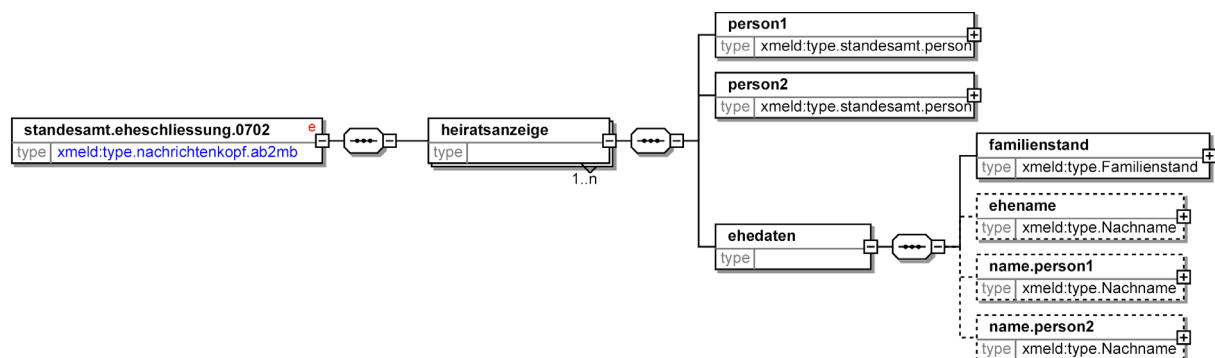 person1
type xmeld:type.standesamt.person
person2
type xmeld:type.standesamt.person
standesamt.eheschliessung.0702 e
type xmeld:type.nachrichtenkopf.ab2mb
heiratsanzeige
type
1..n
familienstand
type xmeld:type.Familienstand
ehename
type xmeld:type.Nachname
ehedaten
type
name.person1
type xmeld:type.Nachname
name.person2
type xmeld:type.Nachname